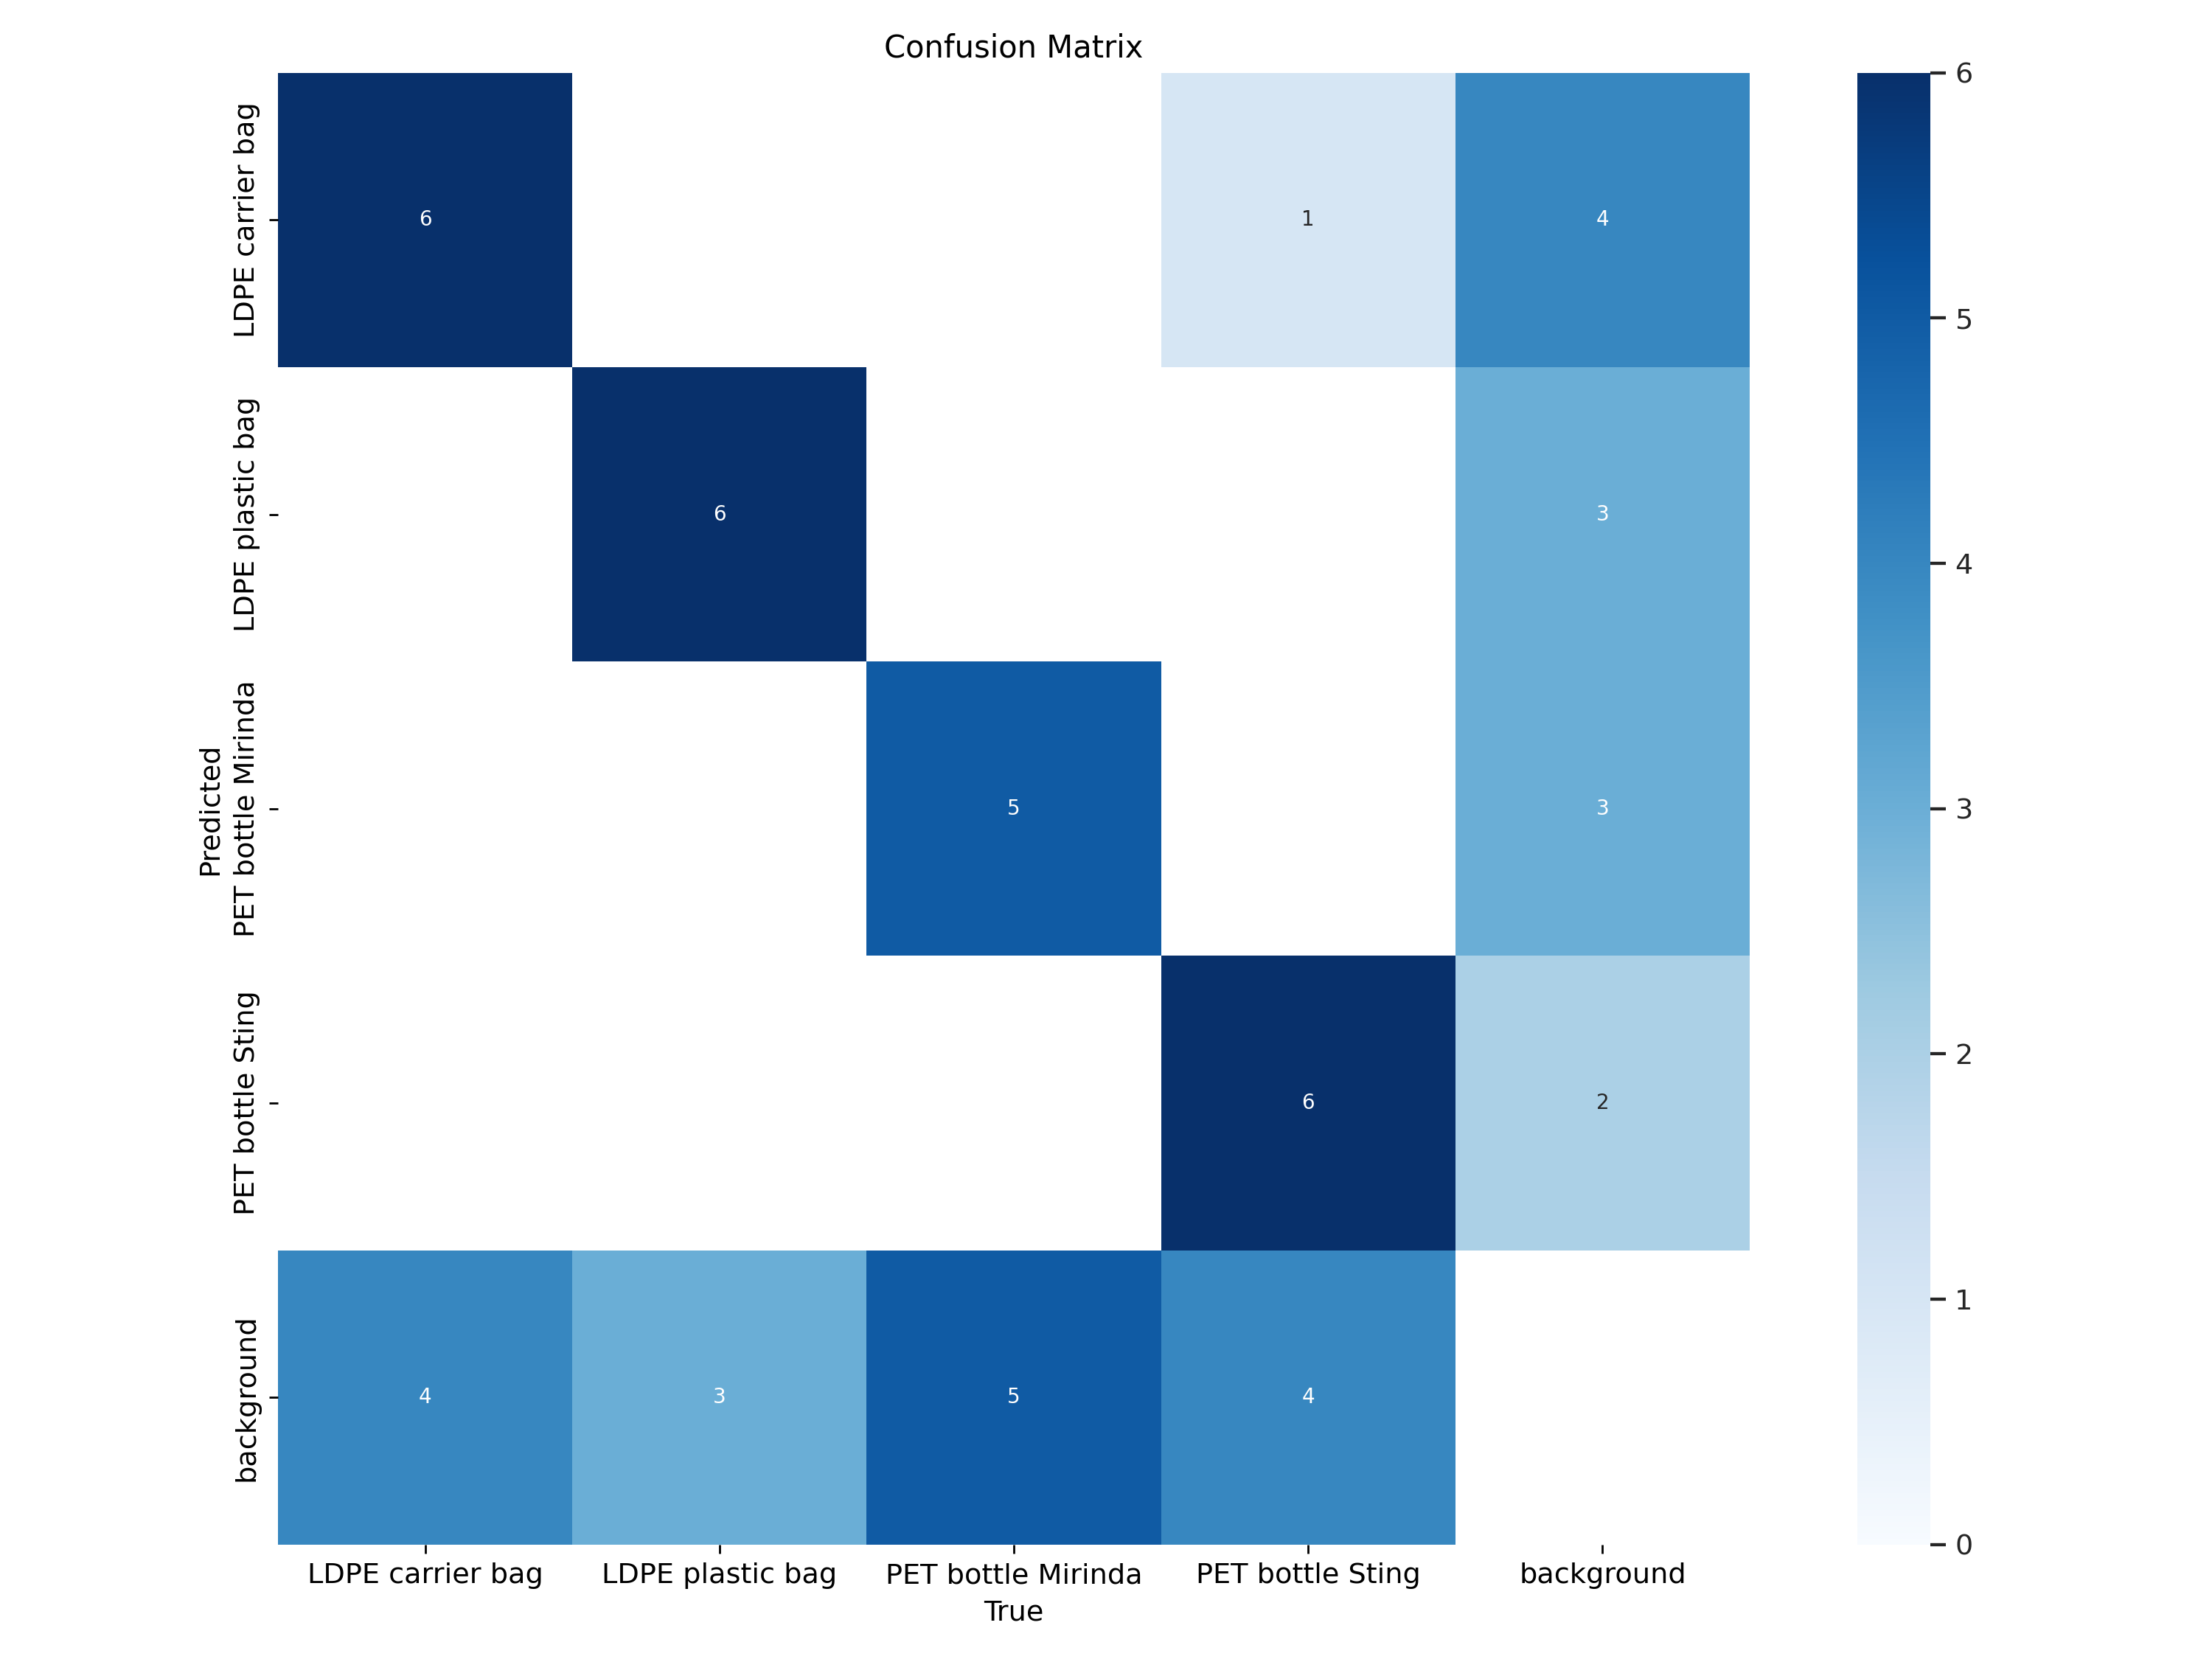 Confusion Matrix
LDPE carrier bag
LDPE plastic bag
PET bottle Mirinda
PET bottle Sting
background
Predicted
6 1 4
6 3
5 3
6 2
4 3 5 4
LDPE carrier bag LDPE plastic bag PET bottle Mirinda PET bottle Sting background
True
6
5
4
3
2
1
0